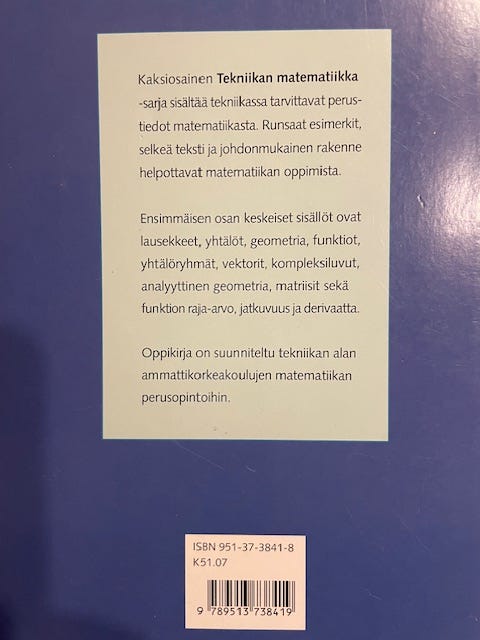 Kaksiosainen Tekniikan matematiikka
-sarja sisältää tekniikassa tarvittavat perus-
tiedot matematiikasta. Runsaat esimerkit,
selkeä teksti ja johdonmukainen rakenne
helpottavat matematiikan oppimista.
Ensimmäisen osan keskeiset sisällöt ovat
lausekkeet, yhtälöt, geometria, funktiot,
yhtälöryhmät, vektorit, kompleksiluvut,
analyyttinen geometria, matriisit sekä
funktion raja-arvo, jatkuvuus ja derivaatta.
Oppikirja on suunniteltu tekniikan alan
ammattikorkeakoulujen matematiikan
perusopintoihin.
ISBN 951-37-3841-8
K51.07
9 789513 738419